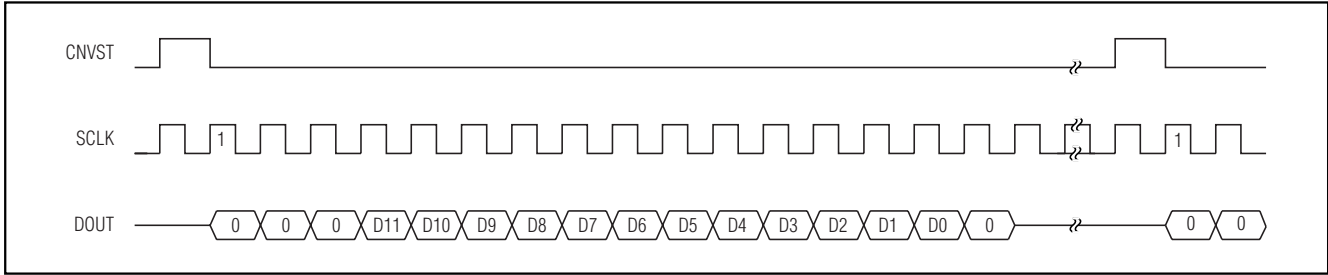 CNVST
SCLK 1 1
DOUT 0 0 0 D11 D10 D9 D8 D7 D6 D5 D4 D3 D2 D1 D0 0 0 0